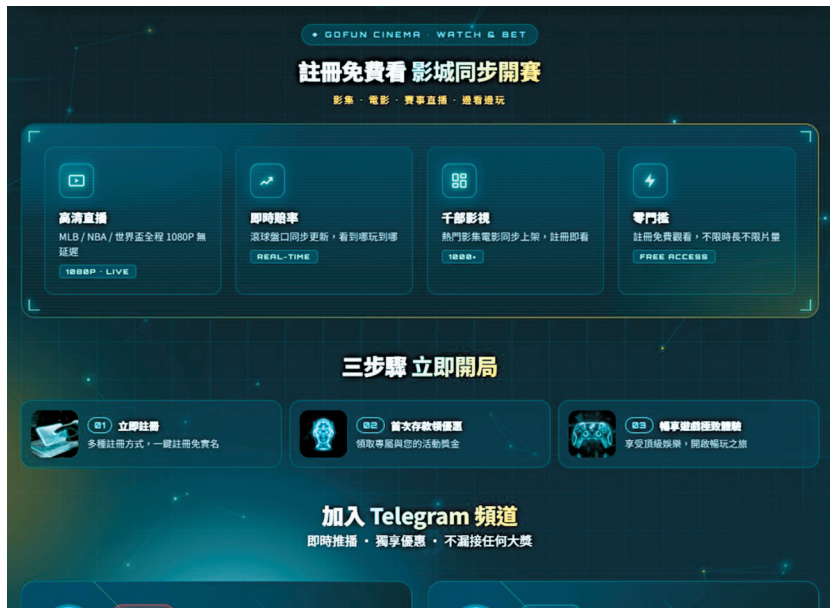 GOFUN CINEMA · WATCH & BET
註冊免費看 影城同步開賽
影集 · 電影 · 賽事直播 · 邊看邊玩
高清直播
MLB / NBA / 世界盃全程 1080P 無
延遲
1080P · LIVE
即時賠率
滾球盤口同步更新，看到哪玩到哪
REAL-TIME
千部影視
熱門影集電影同步上架，註冊即看
1000+
零門檻
註冊免費觀看，不限時長不限片量
FREE ACCESS
三步驟 立即開局
01 立即註冊
多種註冊方式，一鍵註冊免實名
02 首次存款領優惠
領取專屬與您的活動獎金
03 暢享遊戲極致體驗
享受頂級娛樂，開啟暢玩之旅
加入 Telegram 頻道
即時推播 • 獨享優惠 • 不漏接任何大獎